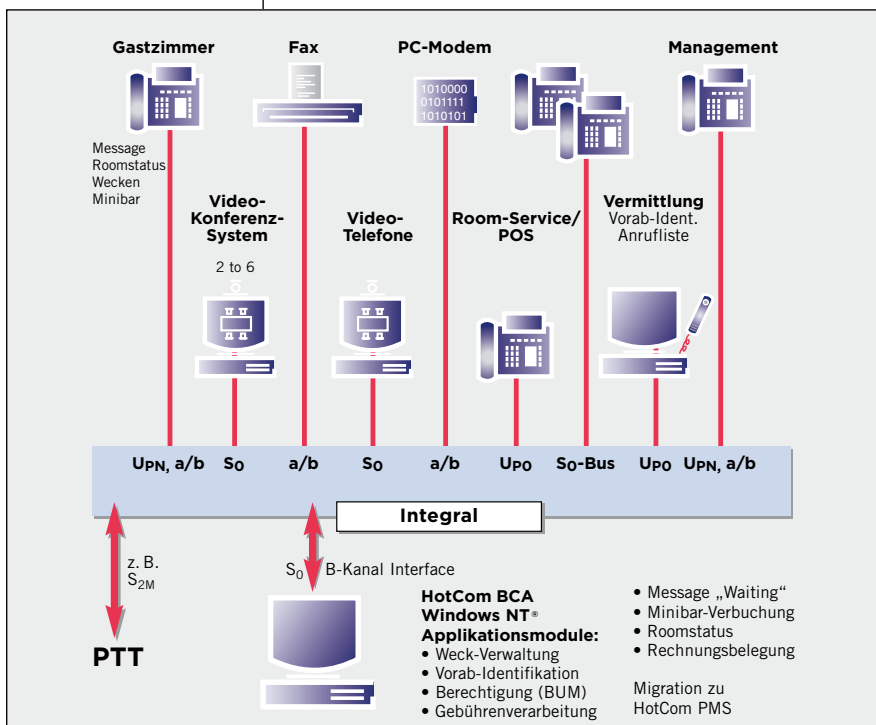 Gastzimmer
Fax
PC-Modem
Management
1010000
0101111
1010101
Message
Roomstatus
Wecken
Minibar
Video-
Konferenz-
System
2 to 6
Video-
Telefone
Room-Service/
POS
Vermittlung
Vorab-Ident.
Anrufliste
UPN, a/b
S0
a/b
S0
a/b
UP0
S0-Bus
UP0
UPN, a/b
Integral
z. B.
S2M
PTT
S0 B-Kanal Interface
HotCom BCA
Windows NT®
Applikationsmodule:
• Weck-Verwaltung
• Vorab-Identifikation
• Berechtigung (BUM)
• Gebührenverarbeitung
• Message „Waiting“
• Minibar-Verbuchung
• Roomstatus
• Rechnungsbelegung
Migration zu
HotCom PMS